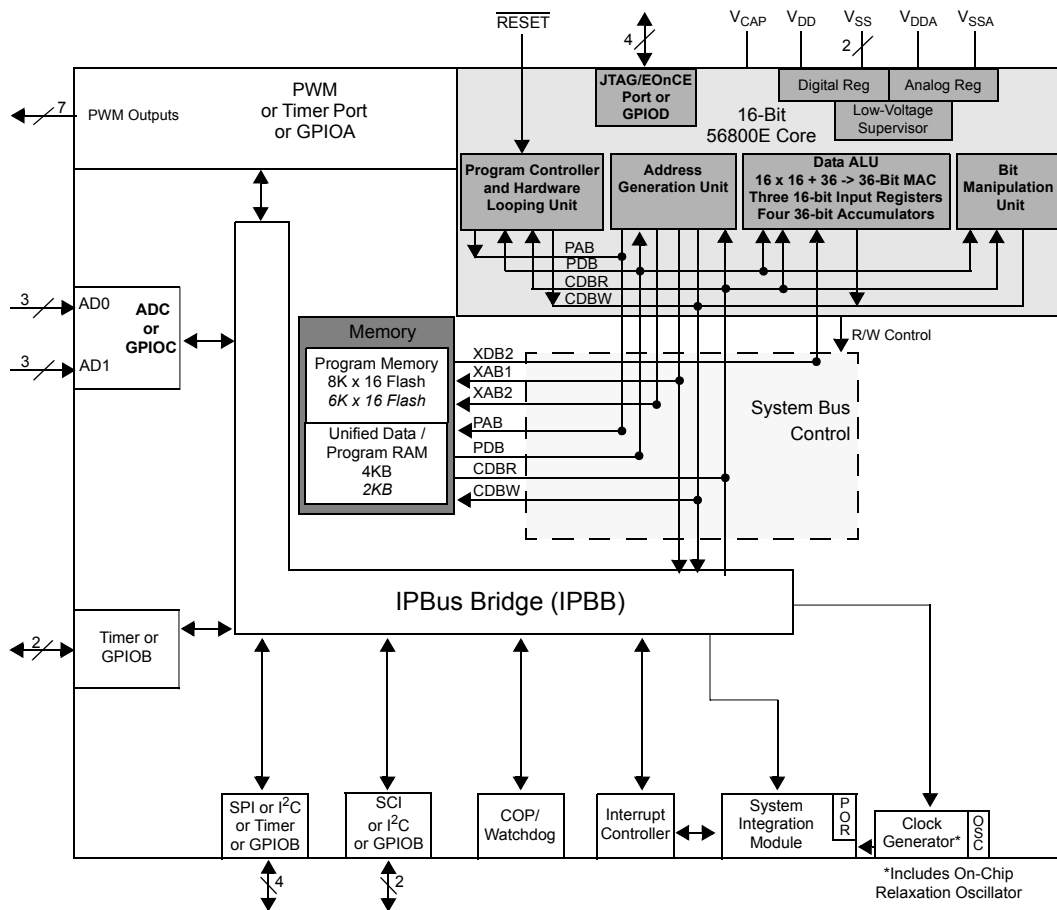 RESET
4
VCAP
VDD
VSS
VDDA
VSSA
2
7
PWM Outputs
PWM
or Timer Port
or GPIOA
JTAG/EOnCE
Port or
GPIOD
Digital Reg
Analog Reg
Low-Voltage
Supervisor
16-Bit
56800E Core
Program Controller
and Hardware
Looping Unit
Address
Generation Unit
Data ALU
16 x 16 + 36 -> 36-Bit MAC
Three 16-bit Input Registers
Four 36-bit Accumulators
Bit
Manipulation
Unit
PAB
PDB
CDBR
CDBW
3
AD0
3
AD1
ADC
or
GPIOC
R/W Control
Memory
Program Memory
8K x 16 Flash
6K x 16 Flash
Unified Data /
Program RAM
4KB
2KB
XDB2
XAB1
XAB2
PAB
PDB
CDBR
CDBW
System Bus
Control
IPBus Bridge (IPBB)
2
Timer or
GPIOB
SPI or I²C
or Timer
or GPIOB
4
SCI
or I²C
or GPIOB
2
COP/
Watchdog
Interrupt
Controller
System
Integration
Module
POR
Clock
Generator*
OSC
*Includes On-Chip
Relaxation Oscillator